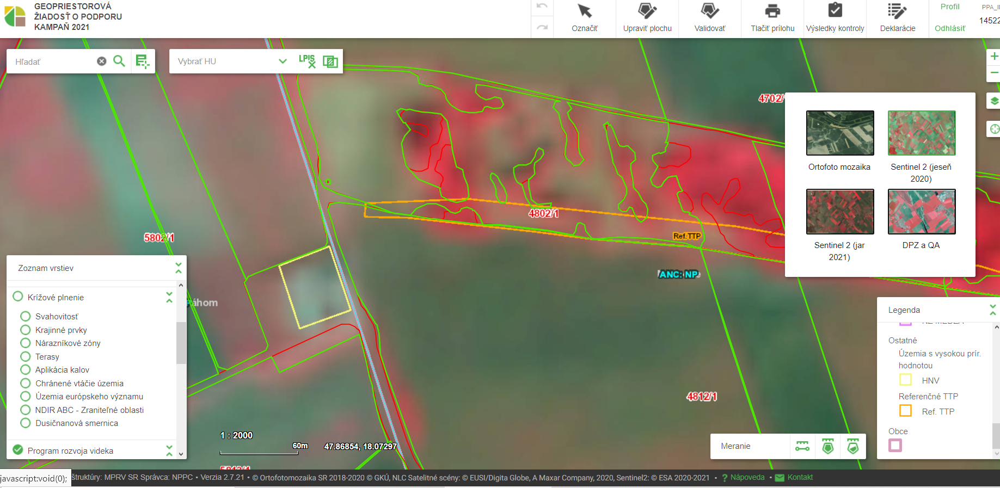 GEOPRIESTOROVÁ
ŽIADOSŤ O PODPORU
KAMPAŇ 2021
Označiť
Upraviť plochu
Validovať
Tlačiť prílohu
Výsledky kontroly
Deklarácie
Profil
Odhlásiť
14522
Hľadať
Vybrať HU
LPIS
4702/
Ortofoto mozaika
Sentinel 2 (jeseň
2020)
Sentinel 2 (jar
2021)
DPZ a QA
4802/1
Ref.TTP
5802/1
ANC: NP
áhom
Zoznam vrstiev
Krížové plnenie
Svahovitosť
Krajinné prvky
Nárazníkové zóny
Terasy
Aplikácia kalov
Chránené vtáčie územia
Územia európskeho významu
NDIR ABC - Zraniteľné oblasti
Dusičnanová smernica
Program rozvoja videka
Legenda
Ostatné
Územia s vysokou prír.
hodnotou
HNV
Referenčné TTP
Ref. TTP
Obce
4812/1
1 : 2000
60m
47.86854, 18.07297
Meranie
javascript:void(0);
štruktúry: MPRV SR Správca: NPPC • Verzia 2.7.21 • © Ortofotomozaika SR 2018-2020 © GKÚ, NLC Satelitné scény: © EUSI/Digita Globe, A Maxar Company, 2020, Sentinel2: © ESA 2020-2021 • ? Nápoveda • Kontakt